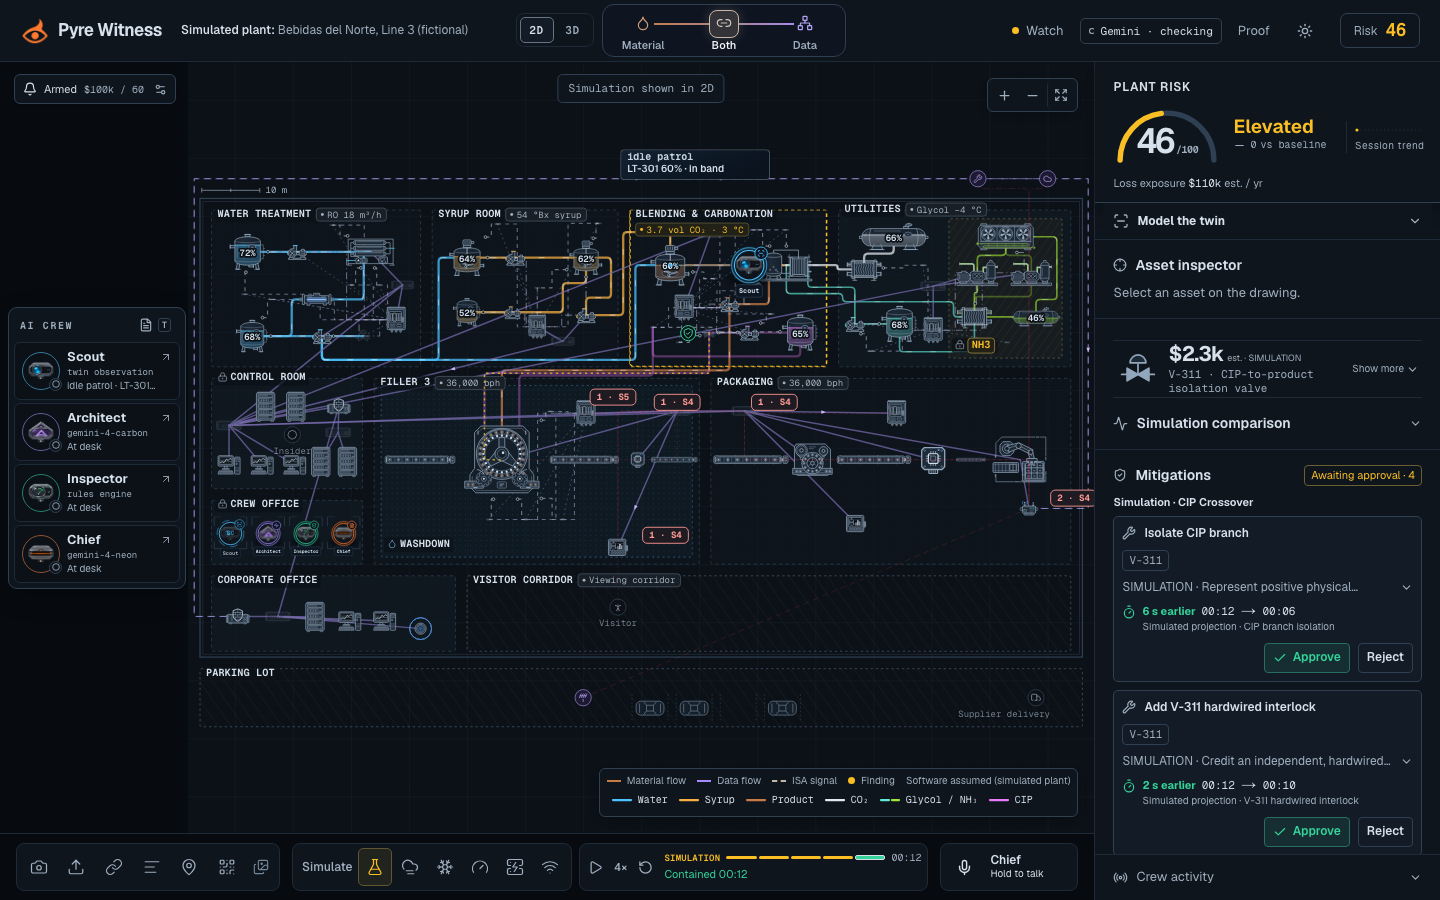 Pyre Witness
Simulated plant: Bebidas del Norte, Line 3 (fictional)
2D 3D
Material Both Data
Watch
Gemini · checking
Proof
Risk 46
Armed $100k / 60
Simulation shown in 2D
PLANT RISK
46 /100
Elevated
— 0 vs baseline
Session trend
Loss exposure $110k est. / yr
Model the twin
Asset inspector
Select an asset on the drawing.
$2.3k est. · SIMULATION
V-311 · CIP-to-product
isolation valve
Show more
Simulation comparison
Mitigations
Awaiting approval · 4
Simulation · CIP Crossover
Isolate CIP branch
V-311
SIMULATION · Represent positive physical…
6 s earlier 00:12 → 00:06
Simulated projection · CIP branch isolation
Approve Reject
Add V-311 hardwired interlock
V-311
SIMULATION · Credit an independent, hardwired…
2 s earlier 00:12 → 00:10
Simulated projection · V-311 hardwired interlock
Approve Reject
Crew activity
AI CREW T
Scout
twin observation
idle patrol · LT-301…
Architect
gemini-4-carbon
At desk
Inspector
rules engine
At desk
Chief
gemini-4-neon
At desk
idle patrol
LT-301 60% · in band
10 m
WATER TREATMENT • RO 18 m³/h
72%
68%
SYRUP ROOM • 54 °Bx syrup
64%
62%
52%
BLENDING & CARBONATION
• 3.7 vol CO₂ · 3 °C
60%
Scout
65%
UTILITIES • Glycol -4 °C
66%
68%
46%
NH3
CONTROL ROOM
Insider
FILLER 3 • 36,000 bph
1 · S5
1 · S4
1 · S4
WASHDOWN
PACKAGING • 36,000 bph
1 · S4
2 · S4
CREW OFFICE
Scout Architect Inspector Chief
CORPORATE OFFICE
VISITOR CORRIDOR • Viewing corridor
Visitor
PARKING LOT
Supplier delivery
Material flow Data flow ISA signal Finding Software assumed (simulated plant)
Water Syrup Product CO₂ Glycol / NH₃ CIP
Simulate
4×
SIMULATION 00:12
Contained 00:12
Chief
Hold to talk